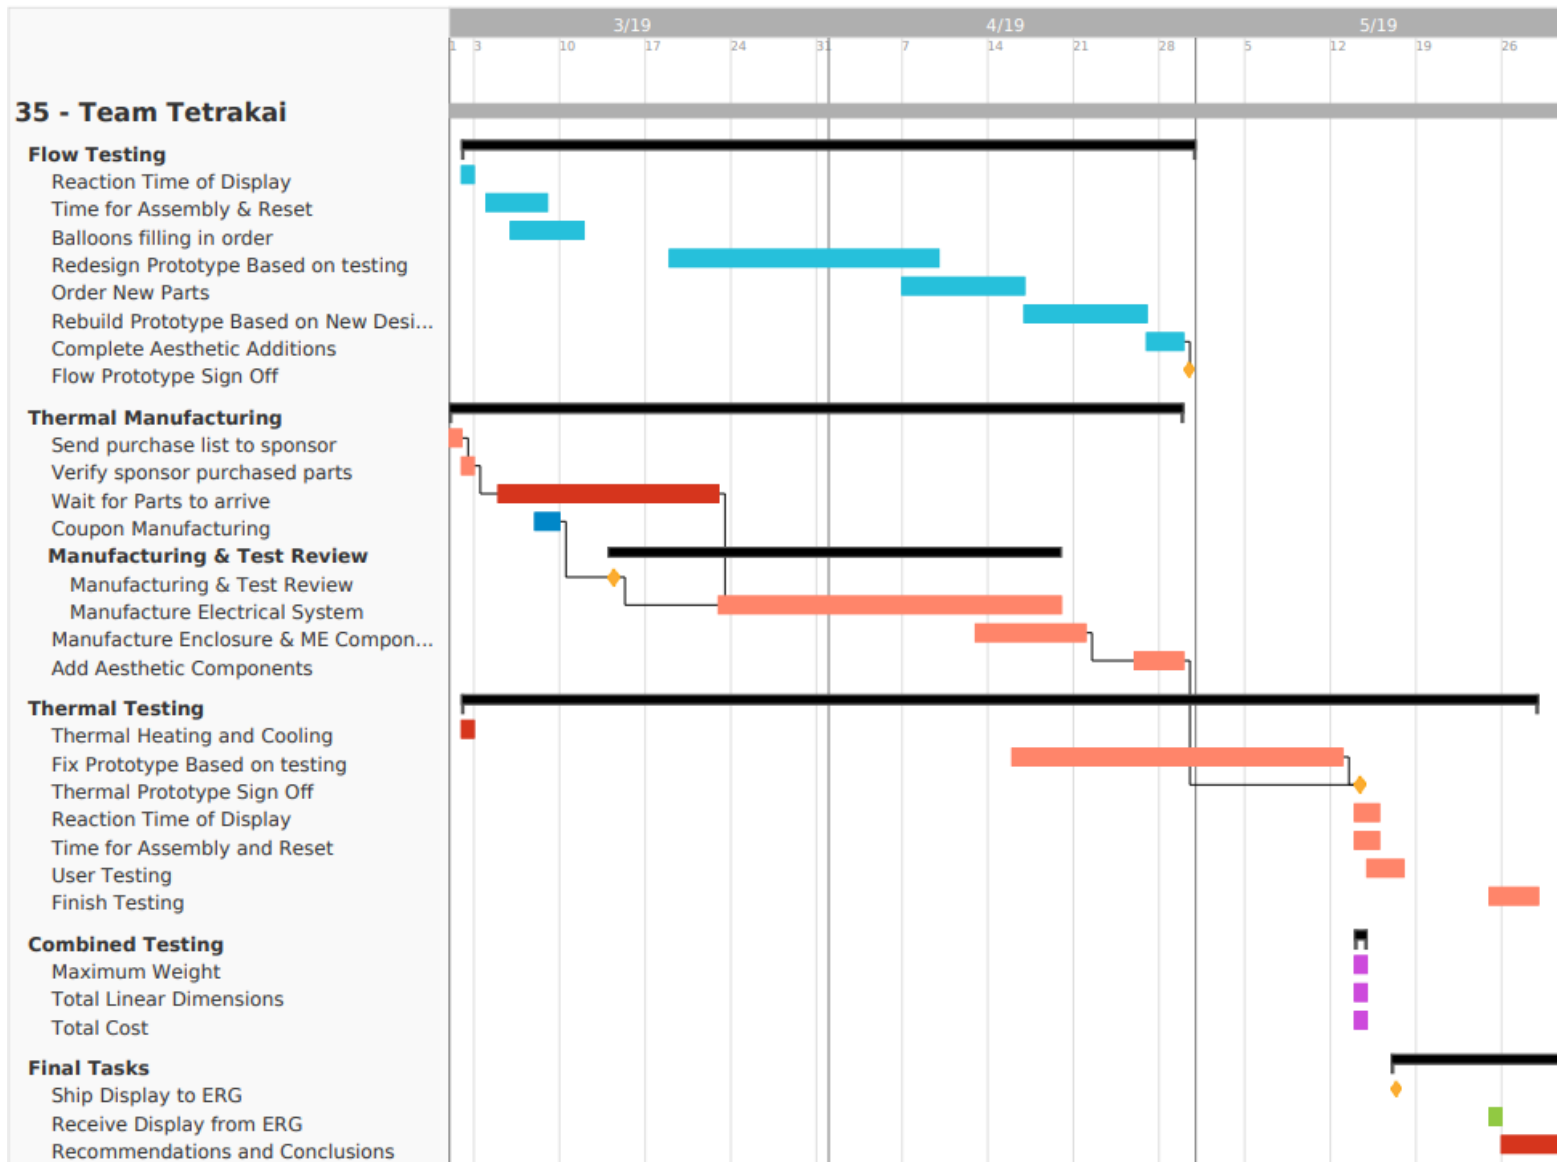 3/19 4/19 5/19
1 3 10 17 24 31 7 14 21 28 5 12 19 26
35 - Team Tetrakai
Flow Testing
Reaction Time of Display
Time for Assembly & Reset
Balloons filling in order
Redesign Prototype Based on testing
Order New Parts
Rebuild Prototype Based on New Desi...
Complete Aesthetic Additions
Flow Prototype Sign Off
Thermal Manufacturing
Send purchase list to sponsor
Verify sponsor purchased parts
Wait for Parts to arrive
Coupon Manufacturing
Manufacturing & Test Review
Manufacturing & Test Review
Manufacture Electrical System
Manufacture Enclosure & ME Compon...
Add Aesthetic Components
Thermal Testing
Thermal Heating and Cooling
Fix Prototype Based on testing
Thermal Prototype Sign Off
Reaction Time of Display
Time for Assembly and Reset
User Testing
Finish Testing
Combined Testing
Maximum Weight
Total Linear Dimensions
Total Cost
Final Tasks
Ship Display to ERG
Receive Display from ERG
Recommendations and Conclusions